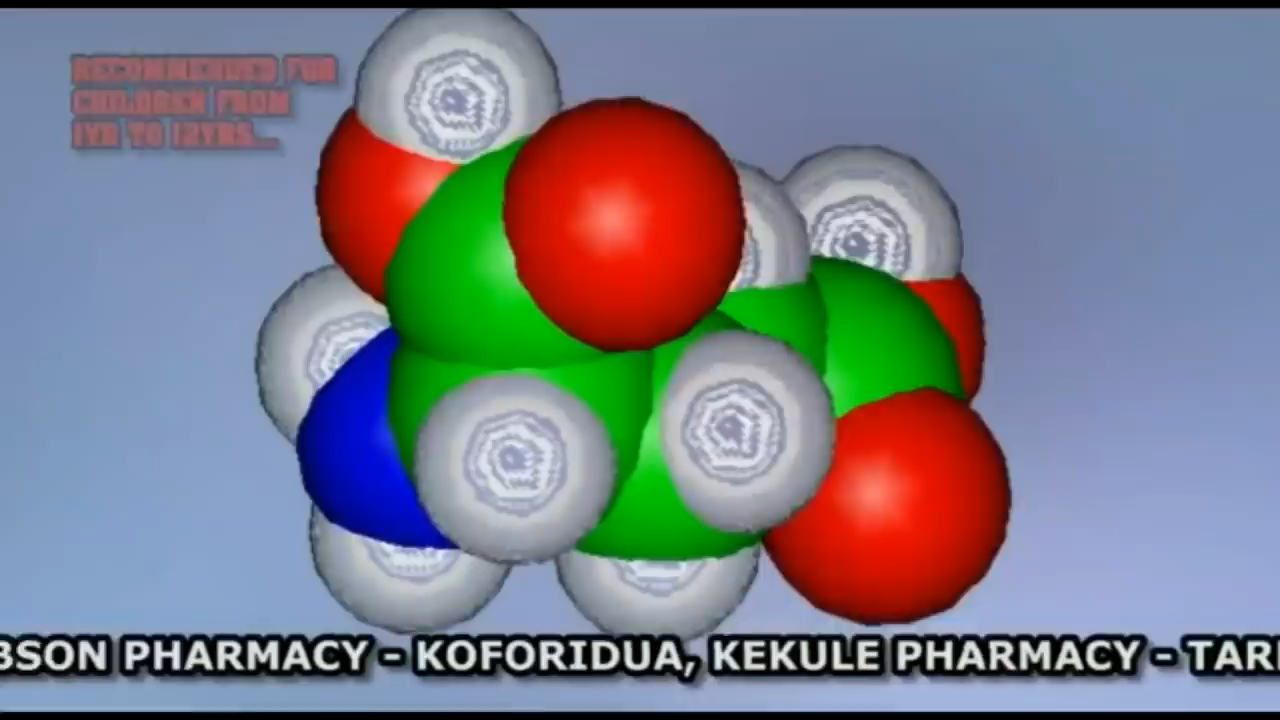 RECOMMENDED FOR
CHILDREN FROM
1YR TO 12YRS...
BSON PHARMACY - KOFORIDUA, KEKULE PHARMACY - TAR